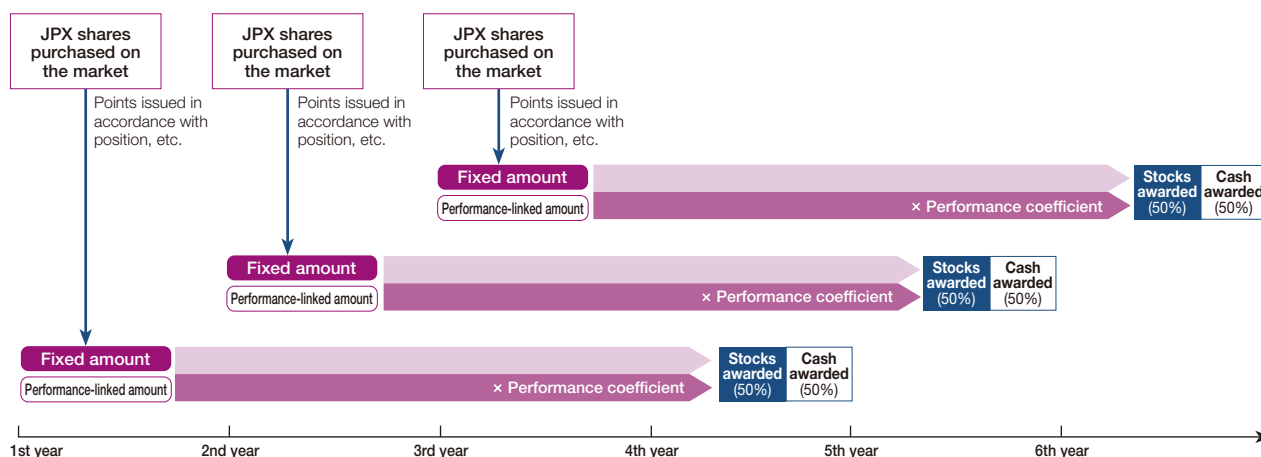 JPX shares
purchased on
the market
JPX shares
purchased on
the market
JPX shares
purchased on
the market
Points issued in
accordance with
position, etc.
Points issued in
accordance with
position, etc.
Points issued in
accordance with
position, etc.
Fixed amount
Performance-linked amount
× Performance coefficient
Stocks
awarded
(50%)
Cash
awarded
(50%)
Fixed amount
Performance-linked amount
× Performance coefficient
Stocks
awarded
(50%)
Cash
awarded
(50%)
Fixed amount
Performance-linked amount
× Performance coefficient
Stocks
awarded
(50%)
Cash
awarded
(50%)
1st year
2nd year
3rd year
4th year
5th year
6th year